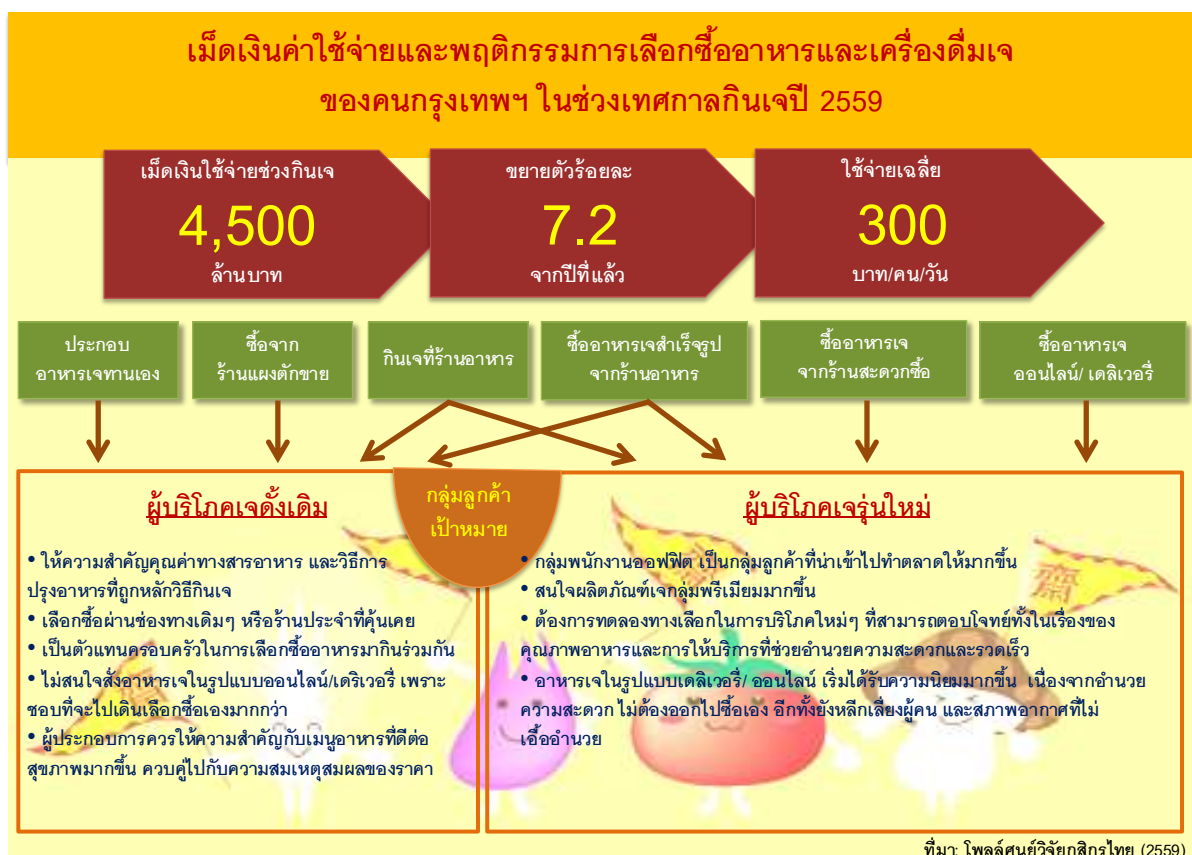 เม็ดเงินค่าใช้จ่ายและพฤติกรรมการเลือกซื้ออาหารและเครื่องดื่มเจ
ของคนกรุงเทพฯ ในช่วงเทศกาลกินเจปี 2559
เม็ดเงินใช้จ่ายช่วงกินเจ
4,500
ล้านบาท
ขยายตัวร้อยละ
7.2
จากปีที่แล้ว
ใช้จ่ายเฉลี่ย
300
บาท/คน/วัน
ประกอบ
อาหารเจทานเอง
ซื้อจาก
ร้านแผงตักขาย
กินเจที่ร้านอาหาร
ซื้ออาหารเจสำเร็จรูป
จากร้านอาหาร
ซื้ออาหารเจ
จากร้านสะดวกซื้อ
ซื้ออาหารเจ
ออนไลน์/ เดลิเวอรี่
กลุ่มลูกค้า
เป้าหมาย
ผู้บริโภคเจดั้งเดิม
• ให้ความสำคัญคุณค่าทางสารอาหาร และวิธีการ
ปรุงอาหารที่ถูกหลักวิธีกินเจ
• เลือกซื้อผ่านช่องทางเดิมๆ หรือร้านประจำที่คุ้นเคย
• เป็นตัวแทนครอบครัวในการเลือกซื้ออาหารมากินร่วมกัน
• ไม่สนใจสั่งอาหารเจในรูปแบบออนไลน์/เดริเวอรี่ เพราะ
ชอบที่จะไปเดินเลือกซื้อเองมากกว่า
• ผู้ประกอบการควรให้ความสำคัญกับเมนูอาหารที่ดีต่อ
สุขภาพมากขึ้น ควบคู่ไปกับความสมเหตุสมผลของราคา
ผู้บริโภคเจรุ่นใหม่
• กลุ่มพนักงานออฟฟิต เป็นกลุ่มลูกค้าที่น่าเข้าไปทำตลาดให้มากขึ้น
• สนใจผลิตภัณฑ์เจกลุ่มพรีเมียมมากขึ้น
• ต้องการทดลองทางเลือกในการบริโภคใหม่ๆ ที่สามารถตอบโจทย์ทั้งในเรื่องของ
คุณภาพอาหารและการให้บริการที่ช่วยอำนวยความสะดวกและรวดเร็ว
• อาหารเจในรูปแบบเดลิเวอรี่/ ออนไลน์ เริ่มได้รับความนิยมมากขึ้น เนื่องจากอำนวย
ความสะดวก ไม่ต้องออกไปซื้อเอง อีกทั้งยังหลีกเลี่ยงผู้คน และสภาพอากาศที่ไม่
เอื้ออำนวย
齋
齋
ที่มา: โพลล์ศูนย์วิจัยกสิกรไทย (2559)